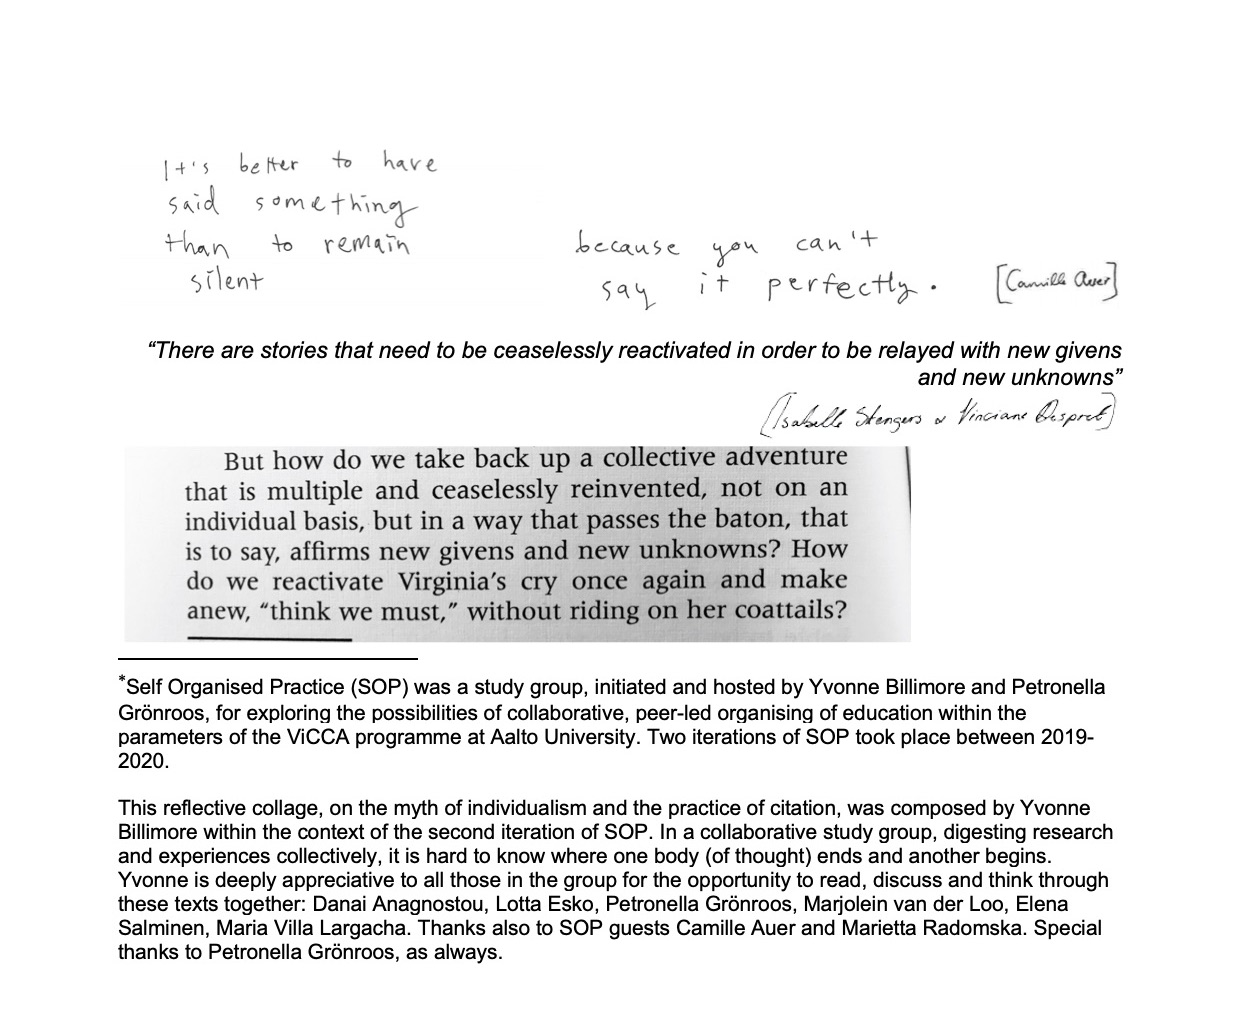 It's better to have
said something
than to remain
silent
because you can't
say it perfectly.
[Camille Auer]
“There are stories that need to be ceaselessly reactivated in order to be relayed with new givens
and new unknowns”
[Isabelle Stengers & Vinciane Despret]
But how do we take back up a collective adventure
that is multiple and ceaselessly reinvented, not on an
individual basis, but in a way that passes the baton, that
is to say, affirms new givens and new unknowns? How
do we reactivate Virginia’s cry once again and make
anew, “think we must,” without riding on her coattails?
*Self Organised Practice (SOP) was a study group, initiated and hosted by Yvonne Billimore and Petronella
Grönroos, for exploring the possibilities of collaborative, peer-led organising of education within the
parameters of the ViCCA programme at Aalto University. Two iterations of SOP took place between 2019-
2020.
This reflective collage, on the myth of individualism and the practice of citation, was composed by Yvonne
Billimore within the context of the second iteration of SOP. In a collaborative study group, digesting research
and experiences collectively, it is hard to know where one body (of thought) ends and another begins.
Yvonne is deeply appreciative to all those in the group for the opportunity to read, discuss and think through
these texts together: Danai Anagnostou, Lotta Esko, Petronella Grönroos, Marjolein van der Loo, Elena
Salminen, Maria Villa Largacha. Thanks also to SOP guests Camille Auer and Marietta Radomska. Special
thanks to Petronella Grönroos, as always.